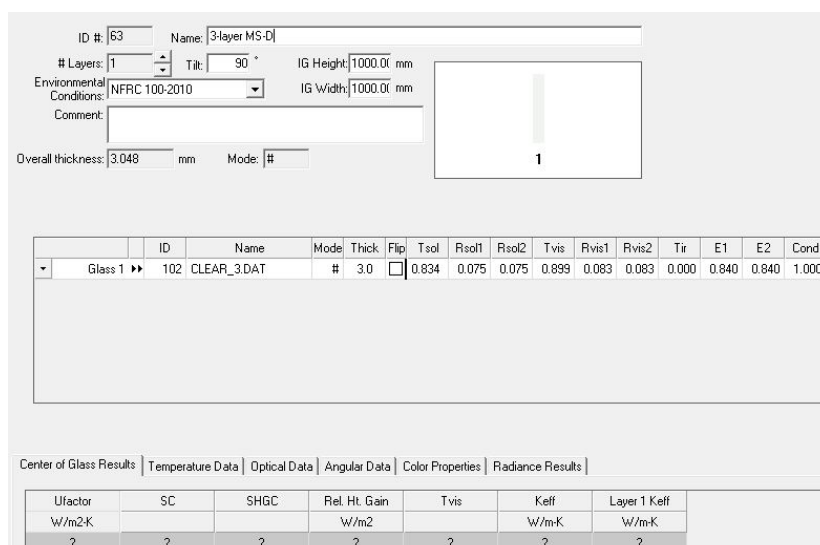 ID #: 63 Name: 3-layer MS-D
# Layers: 1 Tilt: 90 ° IG Height: 1000.00 mm
Environmental Conditions: NFRC 100-2010 IG Width: 1000.00 mm
Comment:
Overall thickness: 3.048 mm Mode: # 1
ID Name Mode Thick Flip Tsol Rsol1 Rsol2 Tvis Rvis1 Rvis2 Tir E1 E2 Cond
Glass 1 ▸▸ 102 CLEAR_3.DAT # 3.0 0.834 0.075 0.075 0.899 0.083 0.083 0.000 0.840 0.840 1.000
Center of Glass Results Temperature Data Optical Data Angular Data Color Properties Radiance Results
Ufactor SC SHGC Rel. Ht. Gain Tvis Keff Layer 1 Keff
W/m2-K W/m2 W/m-K W/m-K
? ? ? ? ? ? ?